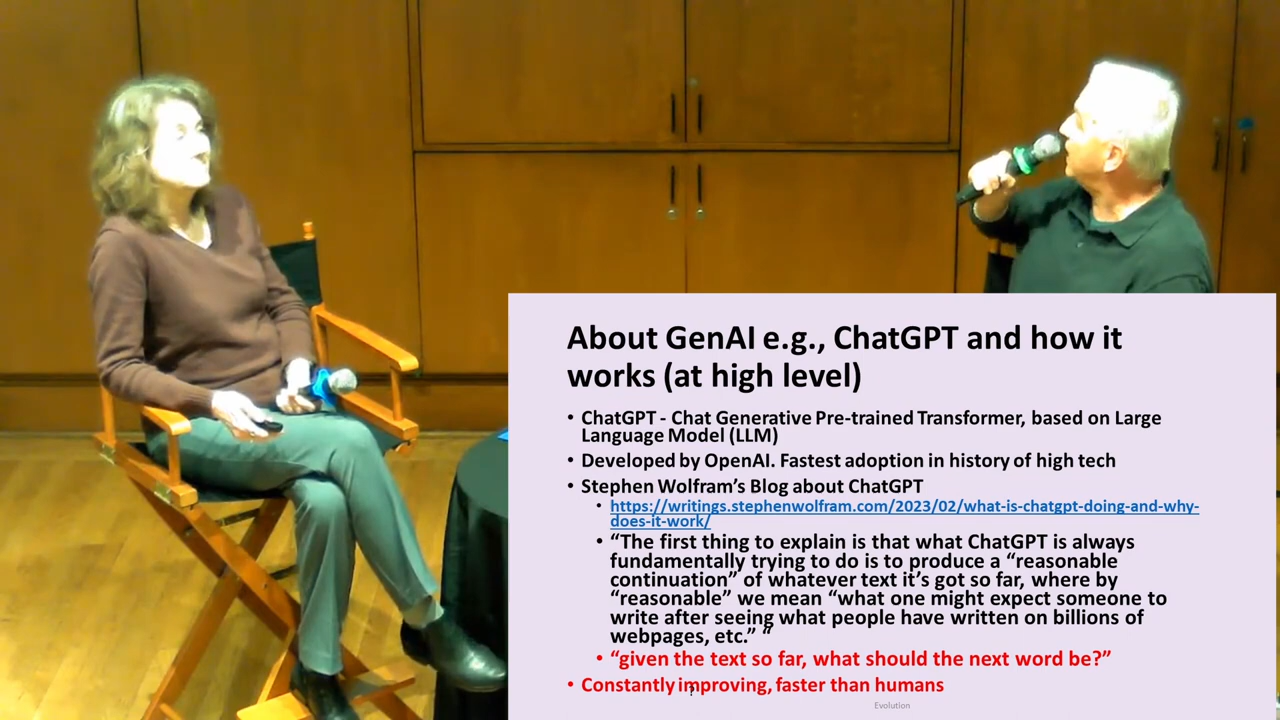 About GenAI e.g., ChatGPT and how it
works (at high level)
• ChatGPT - Chat Generative Pre-trained Transformer, based on Large
Language Model (LLM)
• Developed by OpenAI. Fastest adoption in history of high tech
• Stephen Wolfram’s Blog about ChatGPT
• https://writings.stephenwolfram.com/2023/02/what-is-chatgpt-doing-and-why-
does-it-work/
• “The first thing to explain is that what ChatGPT is always
fundamentally trying to do is to produce a “reasonable
continuation” of whatever text it’s got so far, where by
“reasonable” we mean “what one might expect someone to
write after seeing what people have written on billions of
webpages, etc.” “
• “given the text so far, what should the next word be?”
• Constantly improving, faster than humans
?
Evolution